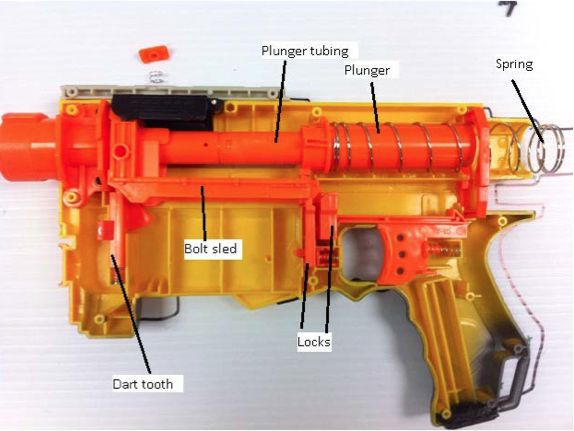 Plunger tubing
Plunger
Spring
Bolt sled
Locks
Dart tooth